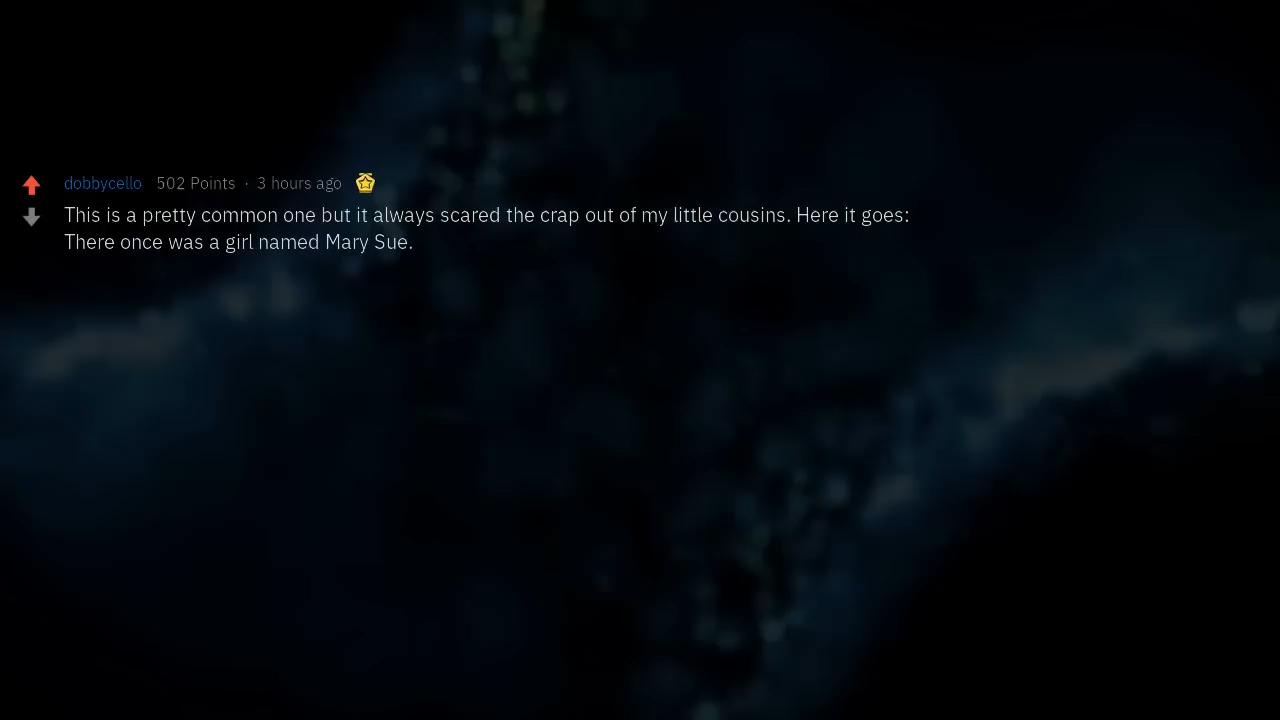 dobbycello 502 Points · 3 hours ago
This is a pretty common one but it always scared the crap out of my little cousins. Here it goes:
There once was a girl named Mary Sue.